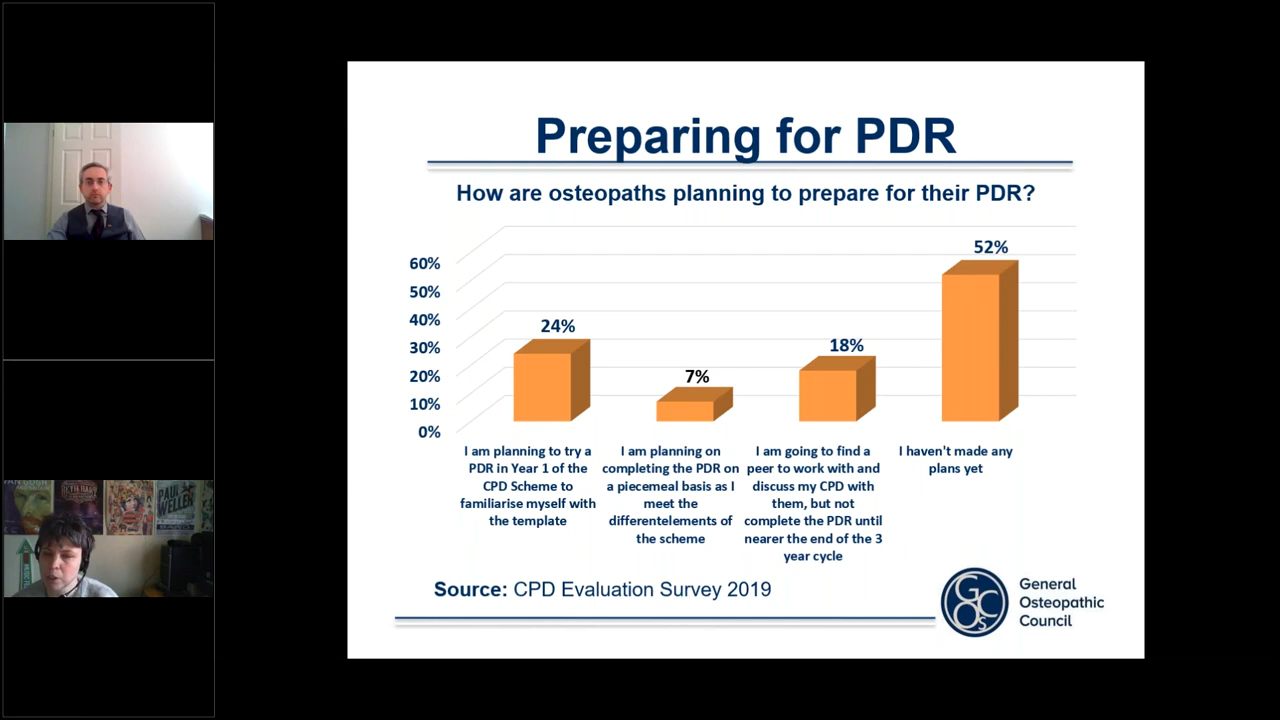 Preparing for PDR
How are osteopaths planning to prepare for their PDR?
60%
50%
40%
30%
20%
10%
0%
24%
7%
18%
52%
I am planning to try a
PDR in Year 1 of the
CPD Scheme to
familiarise myself with
the template
I am planning on
completing the PDR on
a piecemeal basis as I
meet the
differentelements of
the scheme
I am going to find a
peer to work with and
discuss my CPD with
them, but not
complete the PDR until
nearer the end of the 3
year cycle
I haven't made any
plans yet
Source: CPD Evaluation Survey 2019
GOsC
General
Osteopathic
Council
PAUL
WELLER